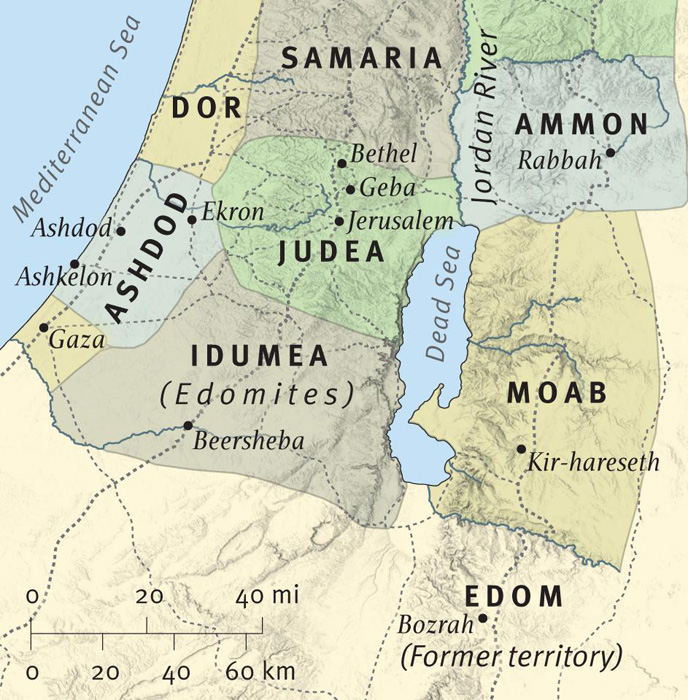 SAMARIA
Mediterranean Sea
DOR
Jordan River
AMMON
Rabbah
Bethel
Geba
Ekron
Jerusalem
Ashdod
ASHDOD
JUDEA
Ashkelon
Dead Sea
Gaza
IDUMEA
(Edomites)
MOAB
Beersheba
Kir-hareseth
EDOM
Bozrah
(Former territory)
0 20 40 mi
0 20 40 60 km